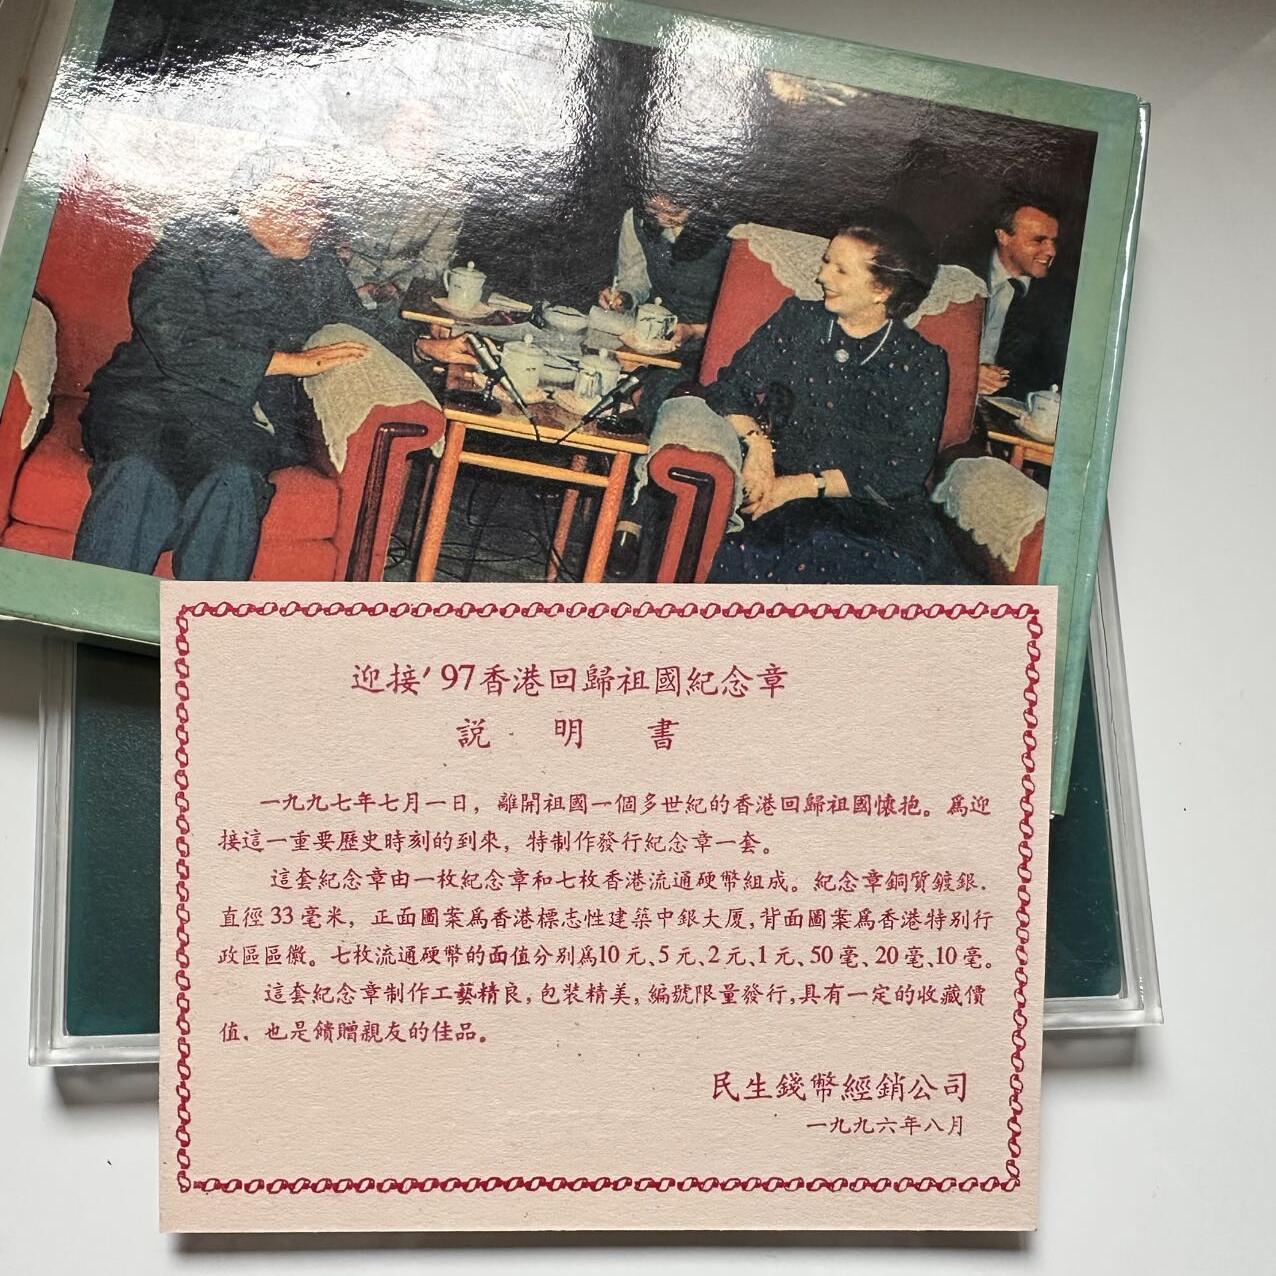 迎接'97香港回歸祖國紀念章
説明書
一九九七年七月一日，離開祖國一個多世紀的香港回歸祖國懷抱。爲迎
接這一重要歷史時刻的到來，特制作發行紀念章一套。
這套紀念章由一枚紀念章和七枚香港流通硬幣組成。紀念章銅質鍍銀．
直徑33毫米，正面圖案爲香港標志性建築中銀大厦，背面圖案爲香港特別行
政區區徽。七枚流通硬幣的面值分別爲10元、5元、2元、1元、50毫、20毫、10毫。
這套紀念章制作工藝精良，包裝精美，編號限量發行，具有一定的收藏價
值．也是饋贈親友的佳品。
民生錢幣經銷公司
一九九六年八月